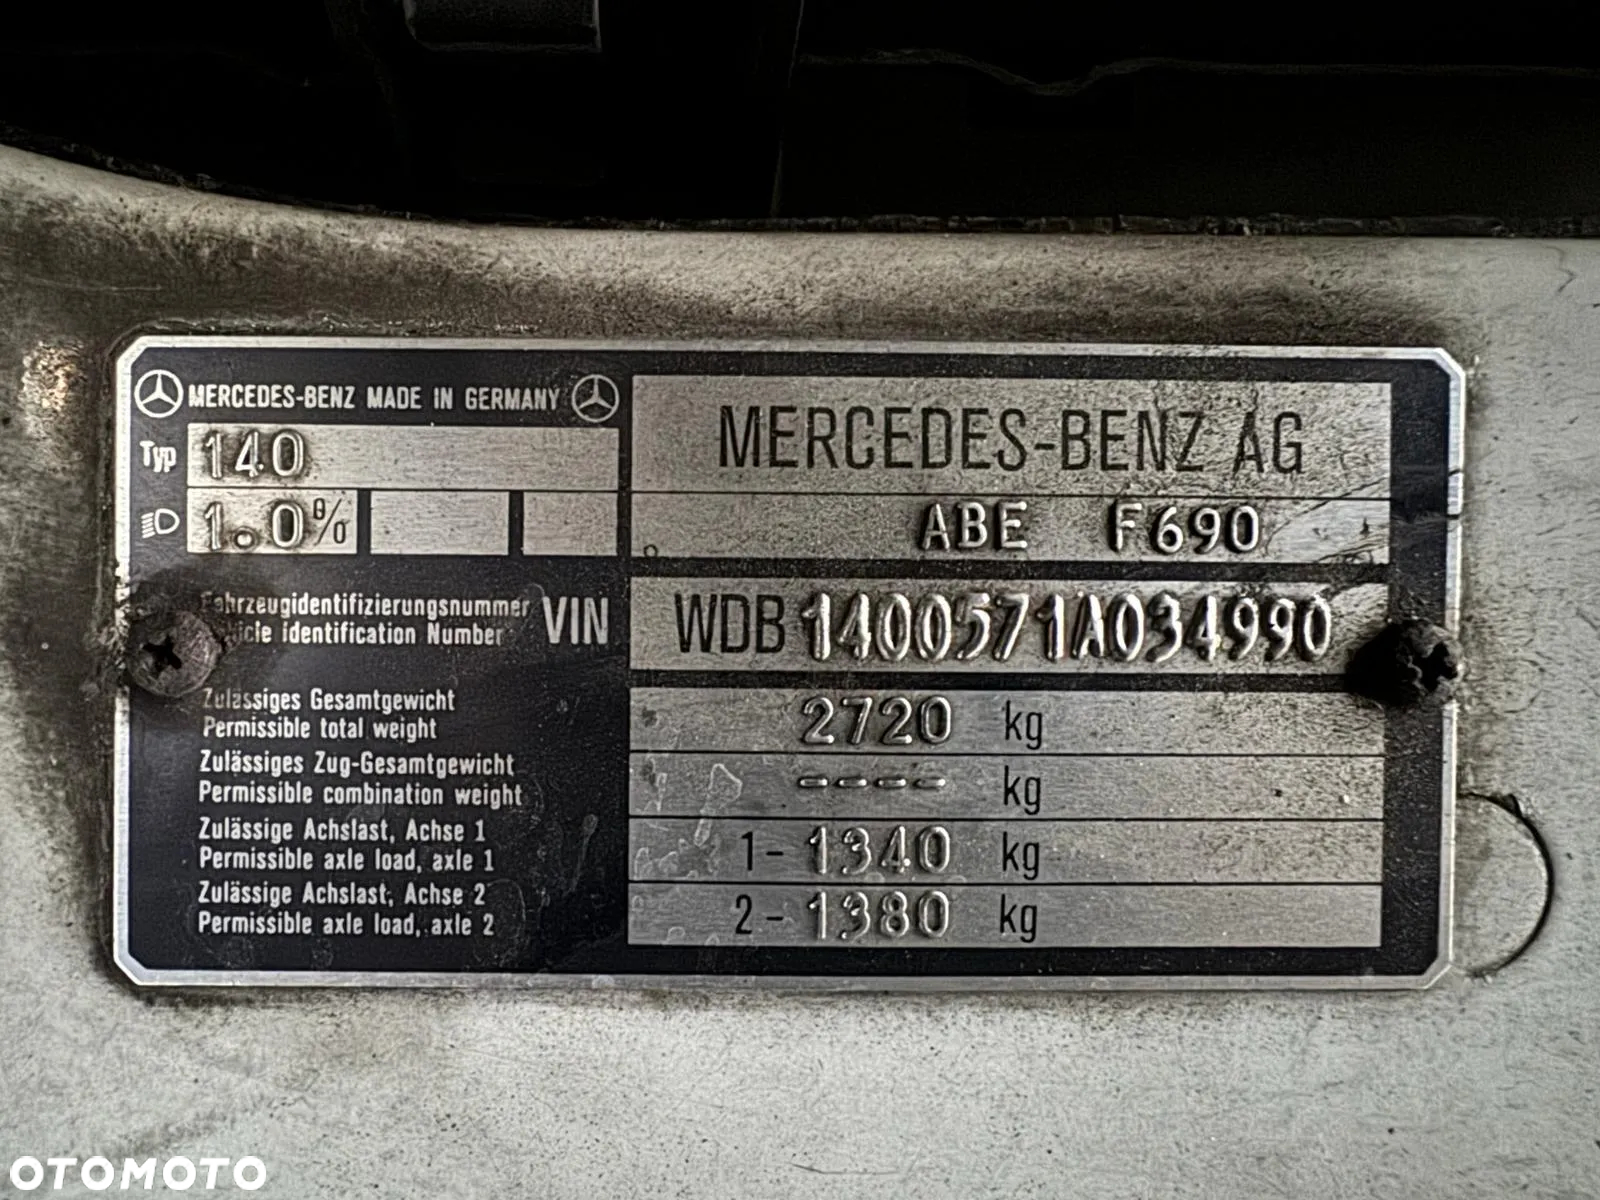 MERCEDES-BENZ MADE IN GERMANY
Typ 140
1.0%
MERCEDES-BENZ AG
ABE F690
Fahrzeugidentifizierungsnummer
Vehicle identification Number
VIN
WDB 1400571A034990
Zulässiges Gesamtgewicht
Permissible total weight
2720 kg
Zulässiges Zug-Gesamtgewicht
Permissible combination weight
---- kg
Zulässige Achslast, Achse 1
Permissible axle load, axle 1
1- 1340 kg
Zulässige Achslast, Achse 2
Permissible axle load, axle 2
2- 1380 kg
OTOMOTO